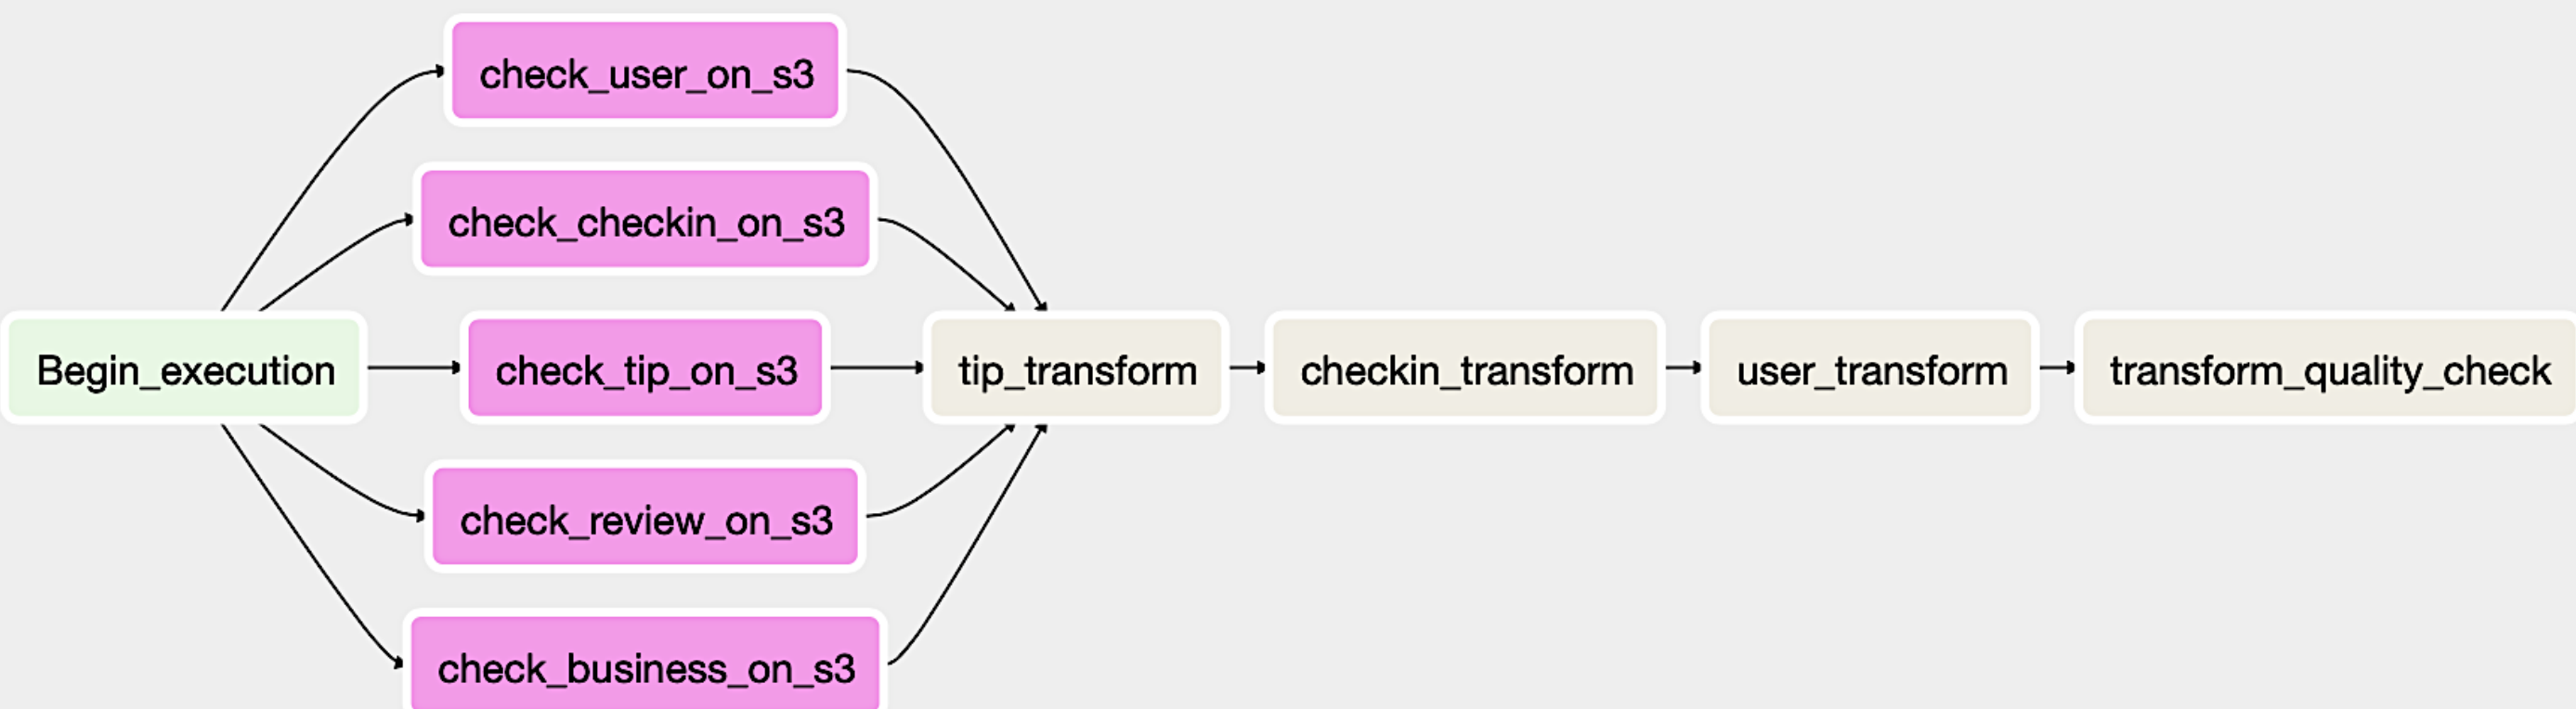 check_user_on_s3
check_checkin_on_s3
Begin_execution
check_tip_on_s3
tip_transform
checkin_transform
user_transform
transform_quality_check
check_review_on_s3
check_business_on_s3